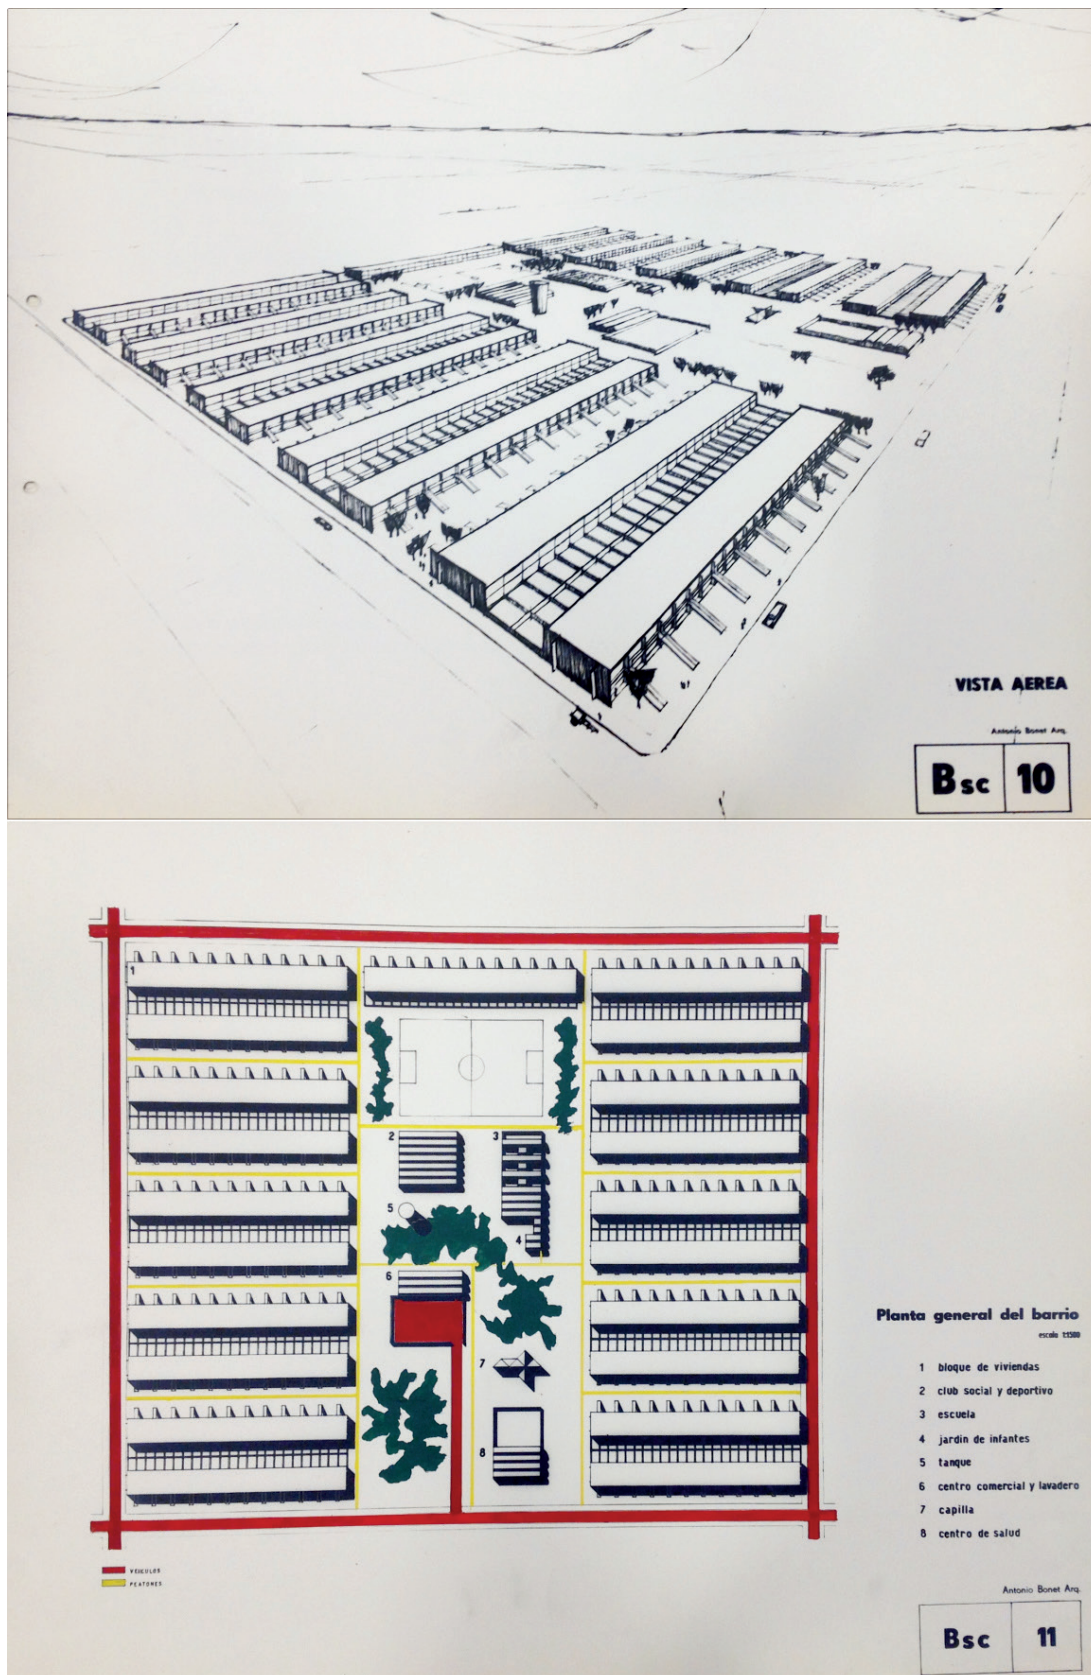 VISTA AEREA
Antonio Bonet Arq.
Bsc 10
1
2
3
5
4
6
7
8
Planta general del barrio
escala 1:1500
1 bloque de viviendas
2 club social y deportivo
3 escuela
4 jardin de infantes
5 tanque
6 centro comercial y lavadero
7 capilla
8 centro de salud
VEHICULOS
PEATONES
Antonio Bonet Arq.
Bsc 11